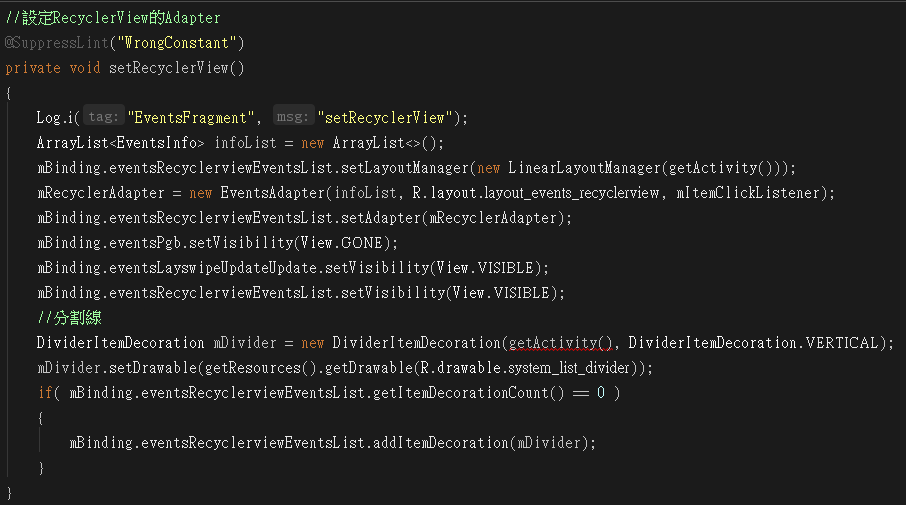 //設定RecyclerView的Adapter
@SuppressLint("WrongConstant")
private void setRecyclerView()
{
Log.i( tag: "EventsFragment", msg: "setRecyclerView");
ArrayList<EventsInfo> infoList = new ArrayList<>();
mBinding.eventsRecyclerviewEventsList.setLayoutManager(new LinearLayoutManager(getActivity()));
mRecyclerAdapter = new EventsAdapter(infoList, R.layout.layout_events_recyclerview, mItemClickListener);
mBinding.eventsRecyclerviewEventsList.setAdapter(mRecyclerAdapter);
mBinding.eventsPgb.setVisibility(View.GONE);
mBinding.eventsLayswipeUpdateUpdate.setVisibility(View.VISIBLE);
mBinding.eventsRecyclerviewEventsList.setVisibility(View.VISIBLE);
//分割線
DividerItemDecoration mDivider = new DividerItemDecoration(getActivity(), DividerItemDecoration.VERTICAL);
mDivider.setDrawable(getResources().getDrawable(R.drawable.system_list_divider));
if( mBinding.eventsRecyclerviewEventsList.getItemDecorationCount() == 0 )
{
mBinding.eventsRecyclerviewEventsList.addItemDecoration(mDivider);
}
}